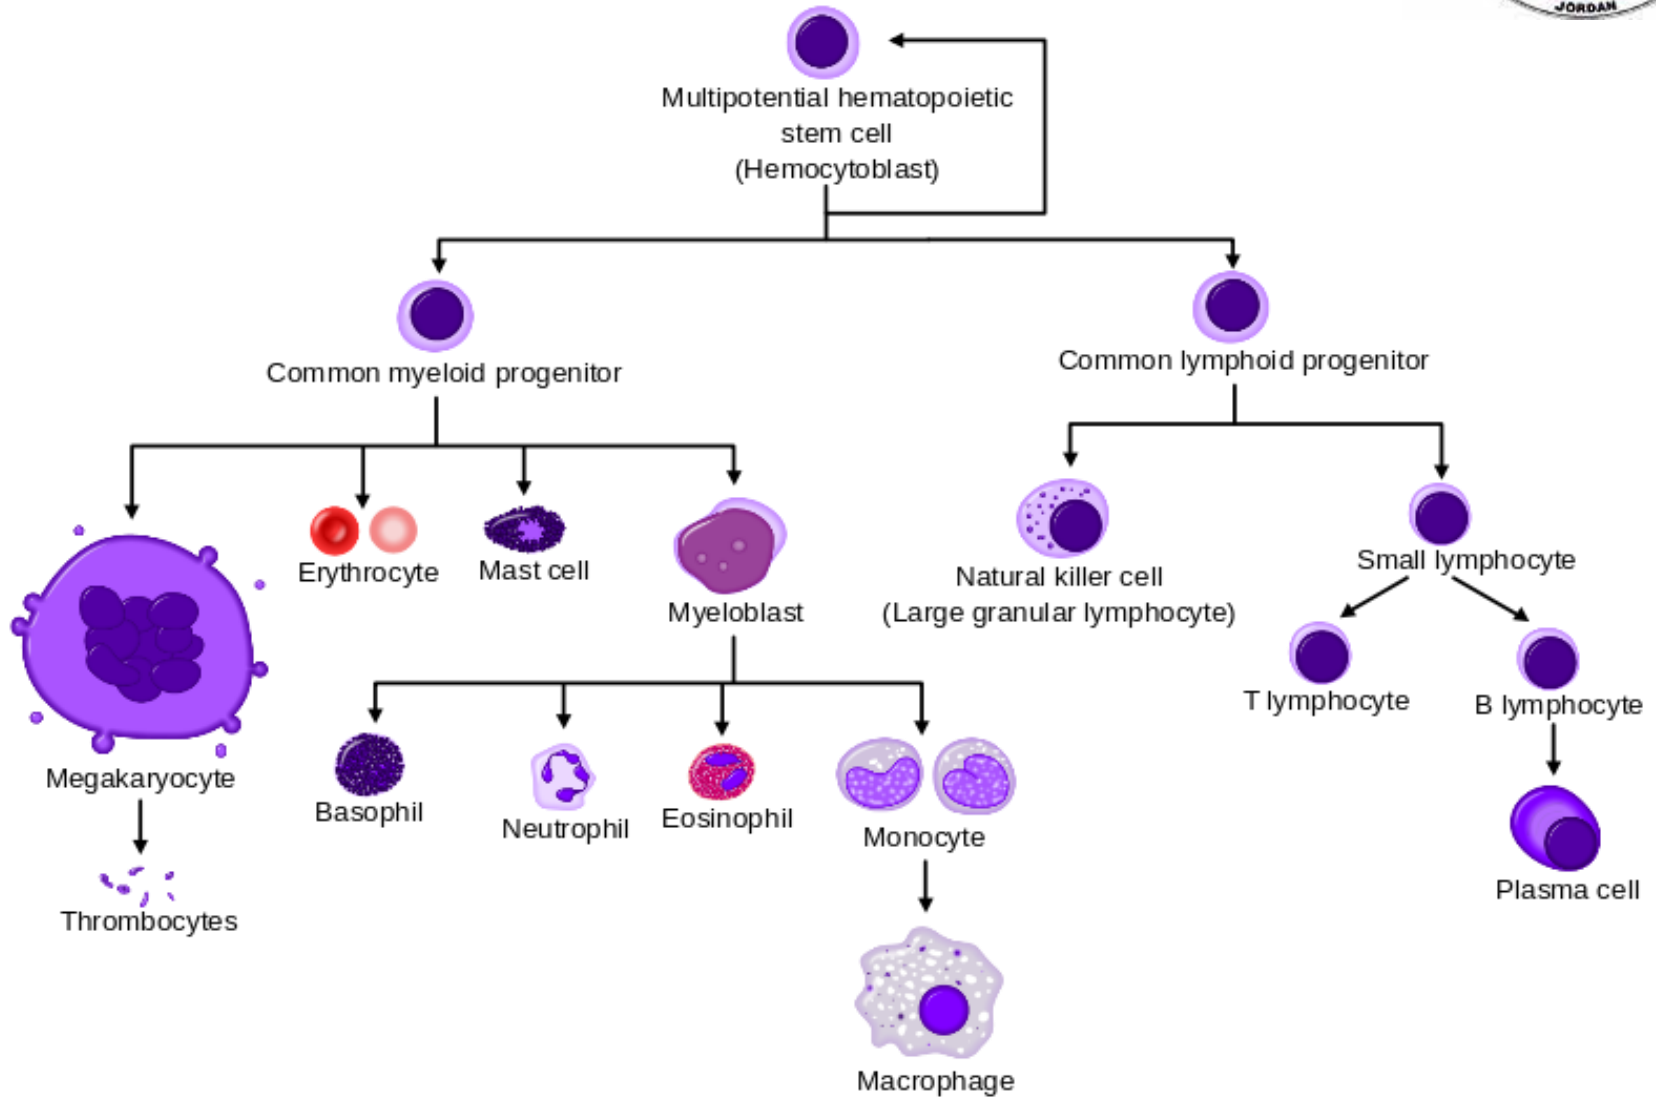 JORDAN
Multipotential hematopoietic
stem cell
(Hemocytoblast)
Common myeloid progenitor
Common lymphoid progenitor
Erythrocyte
Mast cell
Myeloblast
Natural killer cell
(Large granular lymphocyte)
Small lymphocyte
T lymphocyte
B lymphocyte
Megakaryocyte
Basophil
Neutrophil
Eosinophil
Monocyte
Plasma cell
Thrombocytes
Macrophage